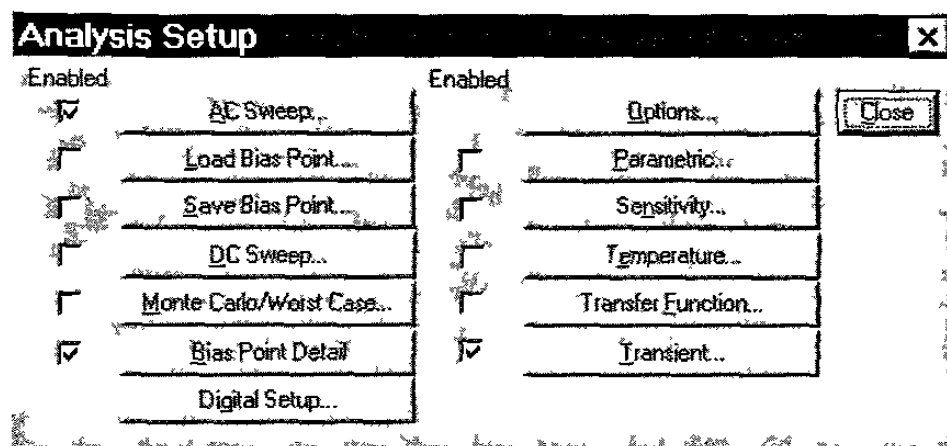 Analysis Setup
Enabled
AC Sweep...
Load Bias Point...
Save Bias Point...
DC Sweep...
Monte Carlo/Worst Case...
Bias Point Detail
Digital Setup...
Enabled
Options...
Parametric...
Sensitivity...
Temperature...
Transfer Function...
Transient...
Close